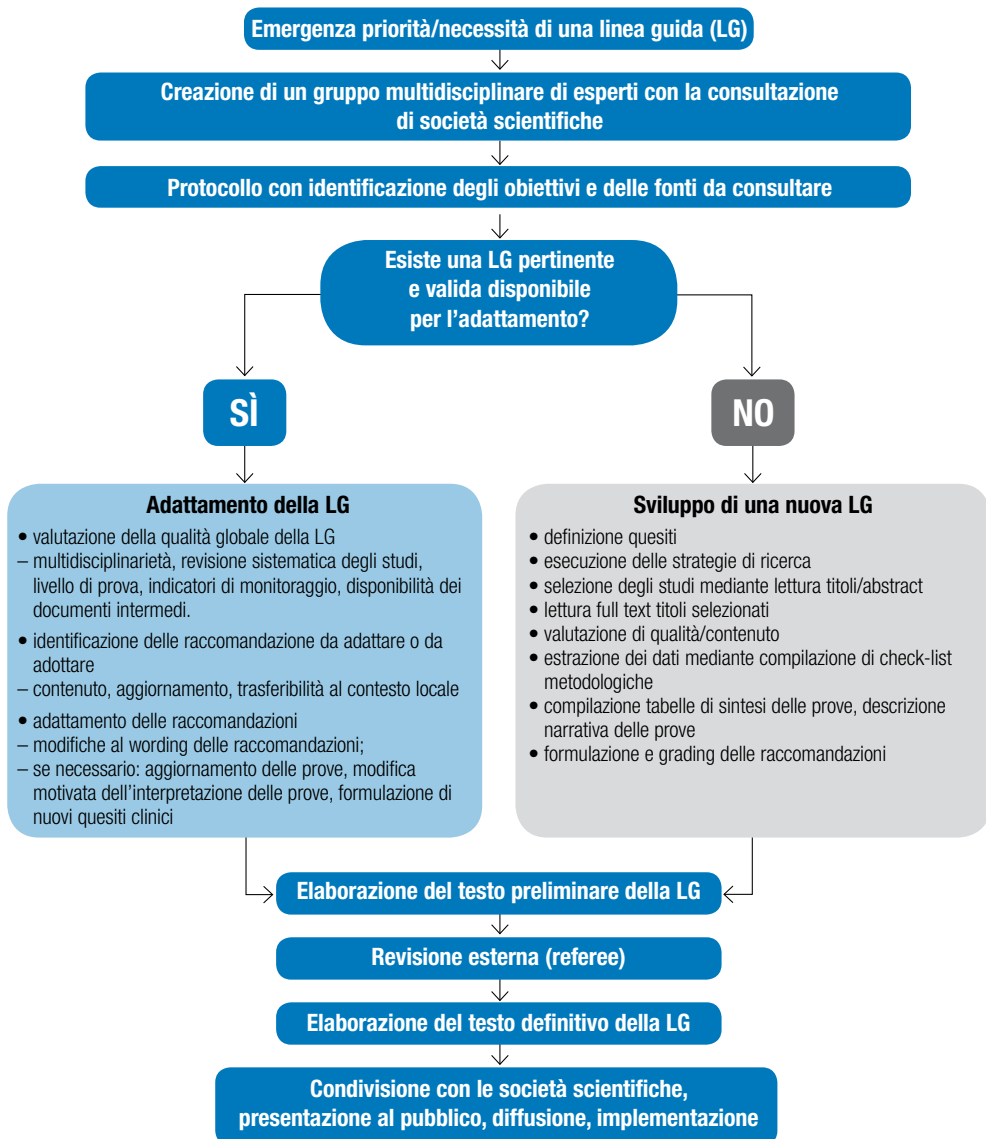 Emergenza priorità/necessità di una linea guida (LG)
Creazione di un gruppo multidisciplinare di esperti con la consultazione
di società scientifiche
Protocollo con identificazione degli obiettivi e delle fonti da consultare
Esiste una LG pertinente
e valida disponibile
per l'adattamento?
SÌ
NO
Adattamento della LG
• valutazione della qualità globale della LG
– multidisciplinarietà, revisione sistematica degli studi,
livello di prova, indicatori di monitoraggio, disponibilità dei
documenti intermedi.
• identificazione delle raccomandazione da adattare o da
adottare
– contenuto, aggiornamento, trasferibilità al contesto locale
• adattamento delle raccomandazioni
– modifiche al wording delle raccomandazioni;
– se necessario: aggiornamento delle prove, modifica
motivata dell'interpretazione delle prove, formulazione di
nuovi quesiti clinici
Sviluppo di una nuova LG
• definizione quesiti
• esecuzione delle strategie di ricerca
• selezione degli studi mediante lettura titoli/abstract
• lettura full text titoli selezionati
• valutazione di qualità/contenuto
• estrazione dei dati mediante compilazione di check-list
metodologiche
• compilazione tabelle di sintesi delle prove, descrizione
narrativa delle prove
• formulazione e grading delle raccomandazioni
Elaborazione del testo preliminare della LG
Revisione esterna (referee)
Elaborazione del testo definitivo della LG
Condivisione con le società scientifiche,
presentazione al pubblico, diffusione, implementazione